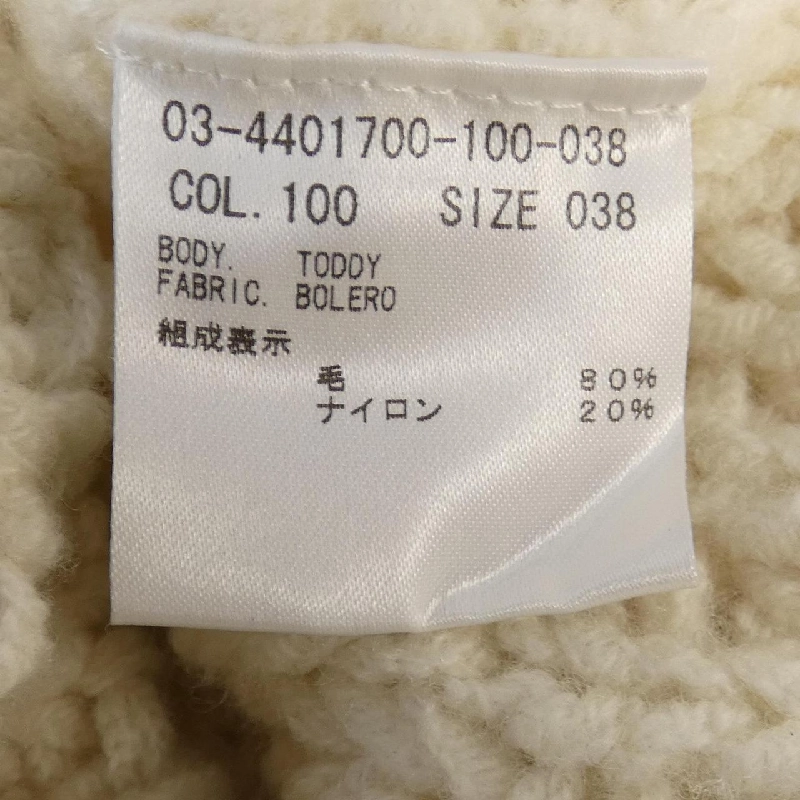 03-4401700-100-038
COL. 100 SIZE 038
BODY. TODDY
FABRIC. BOLERO
組成表示
毛 80%
ナイロン 20%